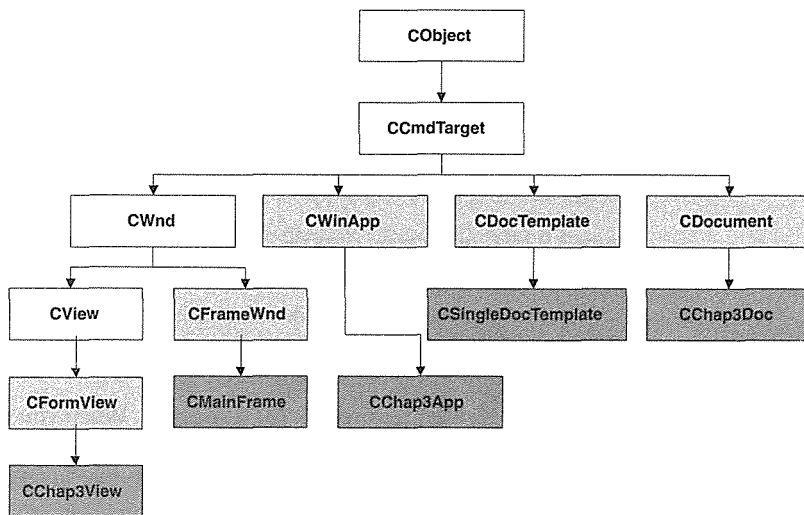 CObject
CCmdTarget
CWnd
CWinApp
CDocTemplate
CDocument
CView
CFrameWnd
CSingleDocTemplate
CChap3Doc
CFormView
CMainFrame
CChap3App
CChap3View